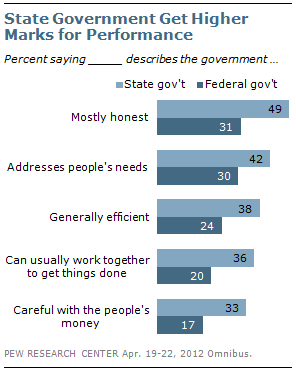 State Government Get Higher
Marks for Performance
Percent saying _____ describes the government ...
State gov't Federal gov't
Mostly honest 49
31
Addresses people's needs 42
30
Generally efficient 38
24
Can usually work together 36
to get things done 20
Careful with the people's 33
money 17
PEW RESEARCH CENTER Apr. 19-22, 2012 Omnibus.